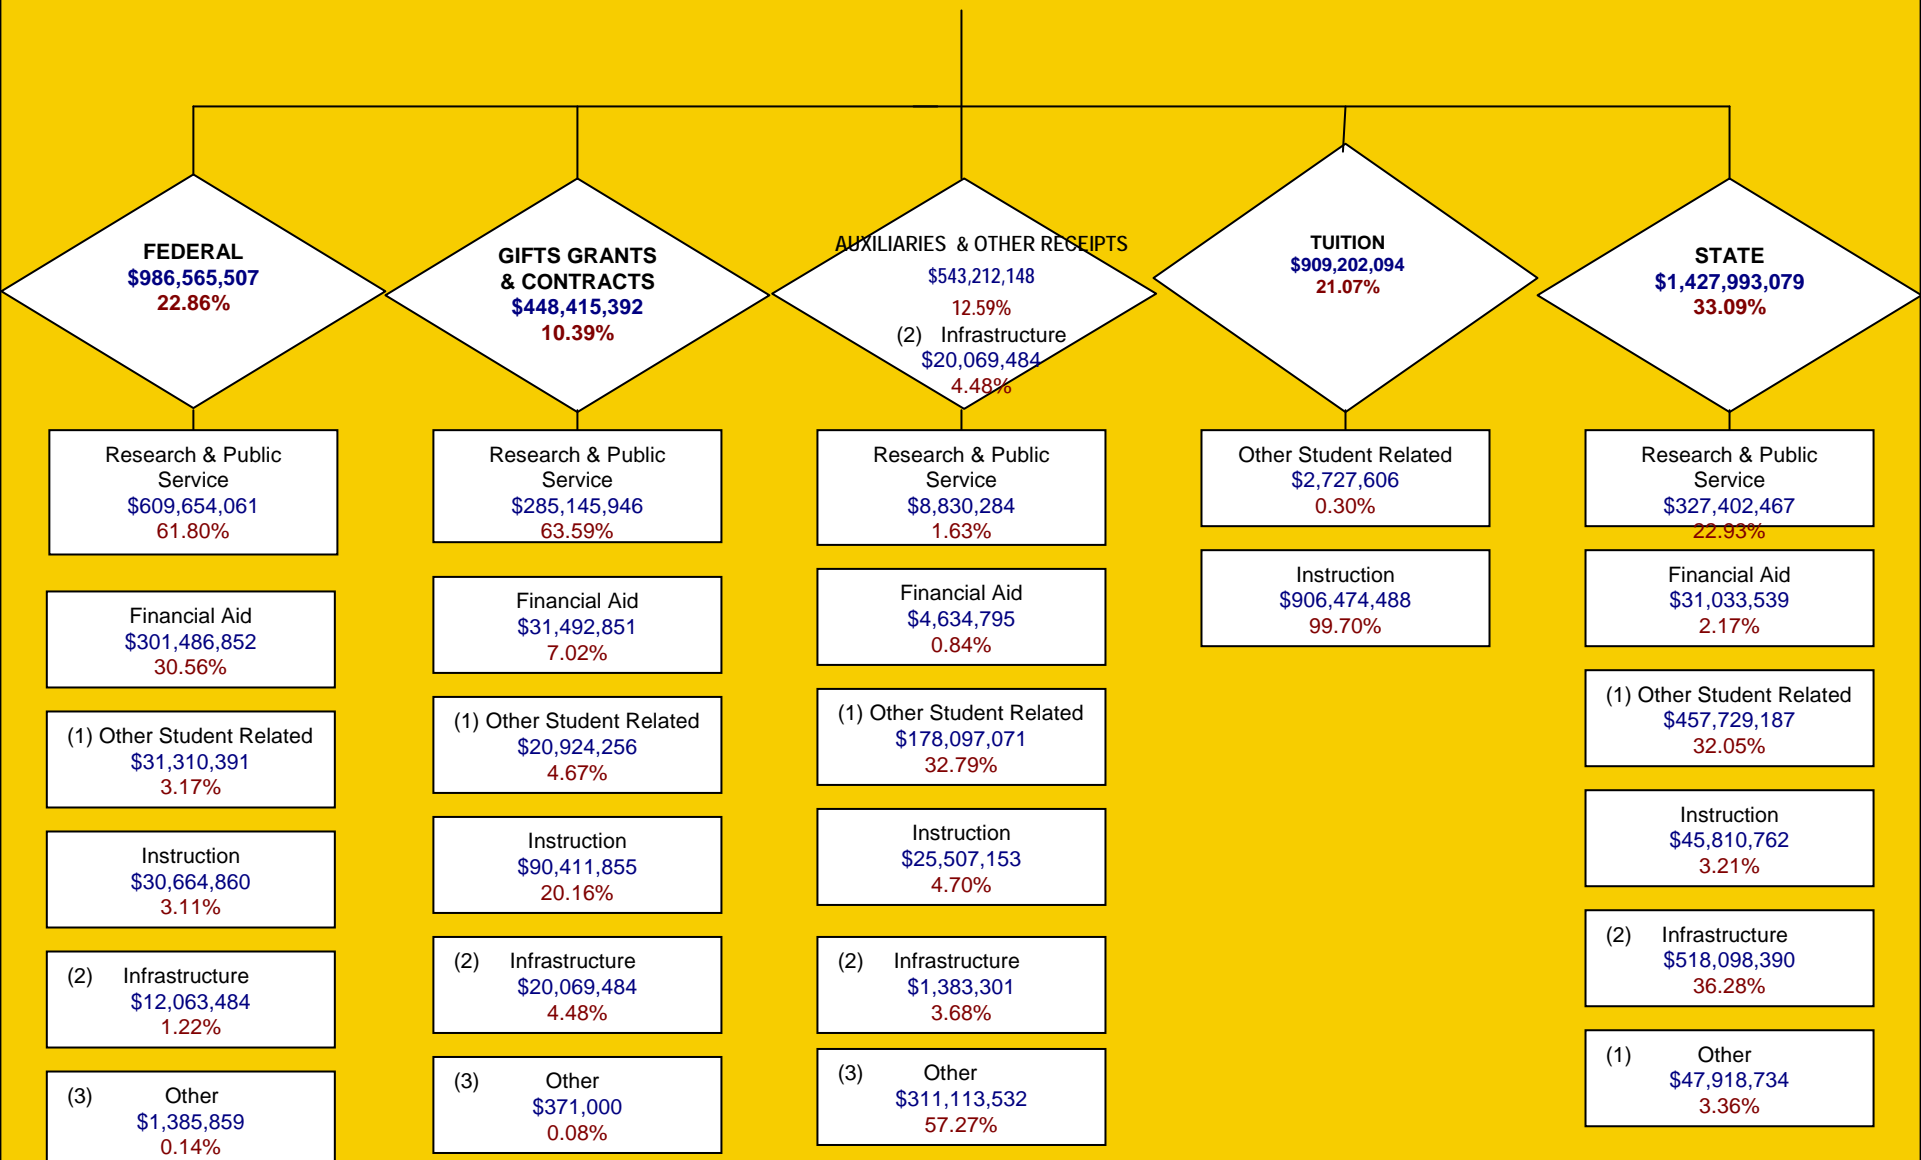 FEDERAL
$986,565,507
22.86%
GIFTS GRANTS
& CONTRACTS
$448,415,392
10.39%
AUXILIARIES & OTHER RECEIPTS
$543,212,148
12.59%
(2) Infrastructure
$20,069,484
4.48%
TUITION
$909,202,094
21.07%
STATE
$1,427,993,079
33.09%
Research & Public
Service
$609,654,061
61.80%
Financial Aid
$301,486,852
30.56%
(1) Other Student Related
$31,310,391
3.17%
Instruction
$30,664,860
3.11%
(2) Infrastructure
$12,063,484
1.22%
(3) Other
$1,385,859
0.14%
Research & Public
Service
$285,145,946
63.59%
Financial Aid
$31,492,851
7.02%
(1) Other Student Related
$20,924,256
4.67%
Instruction
$90,411,855
20.16%
(2) Infrastructure
$20,069,484
4.48%
(3) Other
$371,000
0.08%
Research & Public
Service
$8,830,284
1.63%
Financial Aid
$4,634,795
0.84%
(1) Other Student Related
$178,097,071
32.79%
Instruction
$25,507,153
4.70%
(2) Infrastructure
$1,383,301
3.68%
(3) Other
$311,113,532
57.27%
Other Student Related
$2,727,606
0.30%
Instruction
$906,474,488
99.70%
Research & Public
Service
$327,402,467
22.93%
Financial Aid
$31,033,539
2.17%
(1) Other Student Related
$457,729,187
32.05%
Instruction
$45,810,762
3.21%
(2) Infrastructure
$518,098,390
36.28%
(1) Other
$47,918,734
3.36%